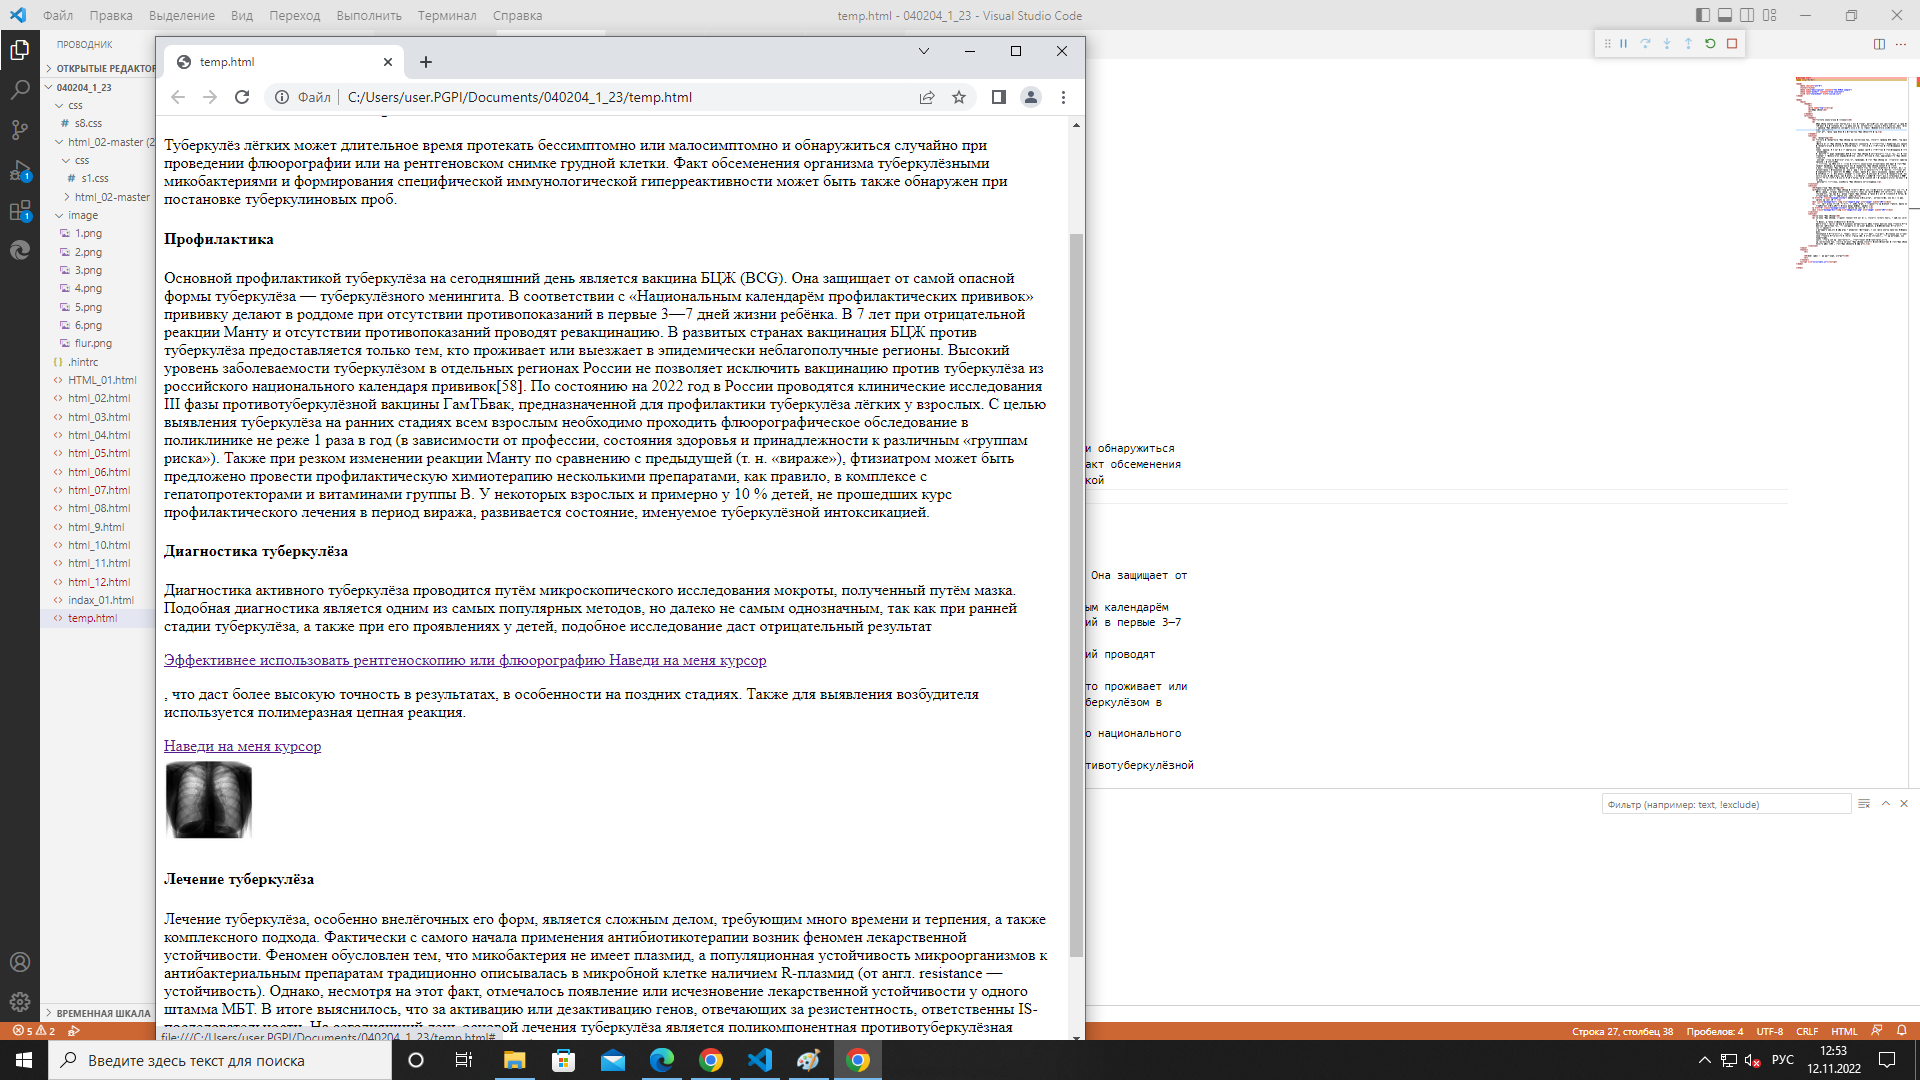 Файл Правка Выделение Вид Переход Выполнить Терминал Справка
temp.html - 040204_1_23 - Visual Studio Code
ПРОВОДНИК
ОТКРЫТЫЕ РЕДАКТОР
040204_1_23
css
# s8.css
html_02-master (2
css
# s1.css
html_02-master
image
1.png
2.png
3.png
4.png
5.png
6.png
flur.png
{} .hintrc
<> HTML_01.html
<> html_02.html
<> html_03.html
<> html_04.html
<> html_05.html
<> html_06.html
<> html_07.html
<> html_08.html
<> html_9.html
<> html_10.html
<> html_11.html
<> html_12.html
<> indax_01.html
<> temp.html
ВРЕМЕННАЯ ШКАЛА
1
1
temp.html
Файл C:/Users/user.PGPI/Documents/040204_1_23/temp.html
Туберкулёз лёгких может длительное время протекать бессимптомно или малосимптомно и обнаружиться случайно при
проведении флюорографии или на рентгеновском снимке грудной клетки. Факт обсеменения организма туберкулёзными
микобактериями и формирования специфической иммунологической гиперреактивности может быть также обнаружен при
постановке туберкулиновых проб.
Профилактика
Основной профилактикой туберкулёза на сегодняшний день является вакцина БЦЖ (BCG). Она защищает от самой опасной
формы туберкулёза — туберкулёзного менингита. В соответствии с «Национальным календарём профилактических прививок»
прививку делают в роддоме при отсутствии противопоказаний в первые 3—7 дней жизни ребёнка. В 7 лет при отрицательной
реакции Манту и отсутствии противопоказаний проводят ревакцинацию. В развитых странах вакцинация БЦЖ против
туберкулёза предоставляется только тем, кто проживает или выезжает в эпидемически неблагополучные регионы. Высокий
уровень заболеваемости туберкулёзом в отдельных регионах России не позволяет исключить вакцинацию против туберкулёза из
российского национального календаря прививок[58]. По состоянию на 2022 год в России проводятся клинические исследования
III фазы противотуберкулёзной вакцины ГамТБвак, предназначенной для профилактики туберкулёза лёгких у взрослых. С целью
выявления туберкулёза на ранних стадиях всем взрослым необходимо проходить флюорографическое обследование в
поликлинике не реже 1 раза в год (в зависимости от профессии, состояния здоровья и принадлежности к различным «группам
риска»). Также при резком изменении реакции Манту по сравнению с предыдущей (т. н. «вираже»), фтизиатром может быть
предложено провести профилактическую химиотерапию несколькими препаратами, как правило, в комплексе с
гепатопротекторами и витаминами группы B. У некоторых взрослых и примерно у 10 % детей, не прошедших курс
профилактического лечения в период виража, развивается состояние, именуемое туберкулёзной интоксикацией.
Диагностика туберкулёза
Диагностика активного туберкулёза проводится путём микроскопического исследования мокроты, полученный путём мазка.
Подобная диагностика является одним из самых популярных методов, но далеко не самым однозначным, так как при ранней
стадии туберкулёза, а также при его проявлениях у детей, подобное исследование даст отрицательный результат
Эффективнее использовать рентгеноскопию или флюорографию Наведи на меня курсор
, что даст более высокую точность в результатах, в особенности на поздних стадиях. Также для выявления возбудителя
используется полимеразная цепная реакция.
Наведи на меня курсор
Лечение туберкулёза
Лечение туберкулёза, особенно внелёгочных его форм, является сложным делом, требующим много времени и терпения, а также
комплексного подхода. Фактически с самого начала применения антибиотикотерапии возник феномен лекарственной
устойчивости. Феномен обусловлен тем, что микобактерия не имеет плазмид, а популяционная устойчивость микроорганизмов к
антибактериальным препаратам традиционно описывалась в микробной клетке наличием R-плазмид (от англ. resistance —
устойчивость). Однако, несмотря на этот факт, отмечалось появление или исчезновение лекарственной устойчивости у одного
штамма МБТ. В итоге выяснилось, что за активацию или дезактивацию генов, отвечающих за резистентность, ответственны IS-
последовательности. На сегодняшний день основой лечения туберкулёза является поликомпонентная противотуберкулёзная
file:///C:/Users/user.PGPI/Documents/040204_1_23/temp.html#
и обнаружиться
акт обсеменения
кой
Она защищает от
ым календарём
ий в первые 3—7
ий проводят
то проживает или
беркулёзом в
о национального
тивотуберкулёзной
Фильтр (например: text, !exclude)
5 2
Строка 27, столбец 38 Пробелов: 4 UTF-8 CRLF HTML
Введите здесь текст для поиска
РУС
12:53
12.11.2022